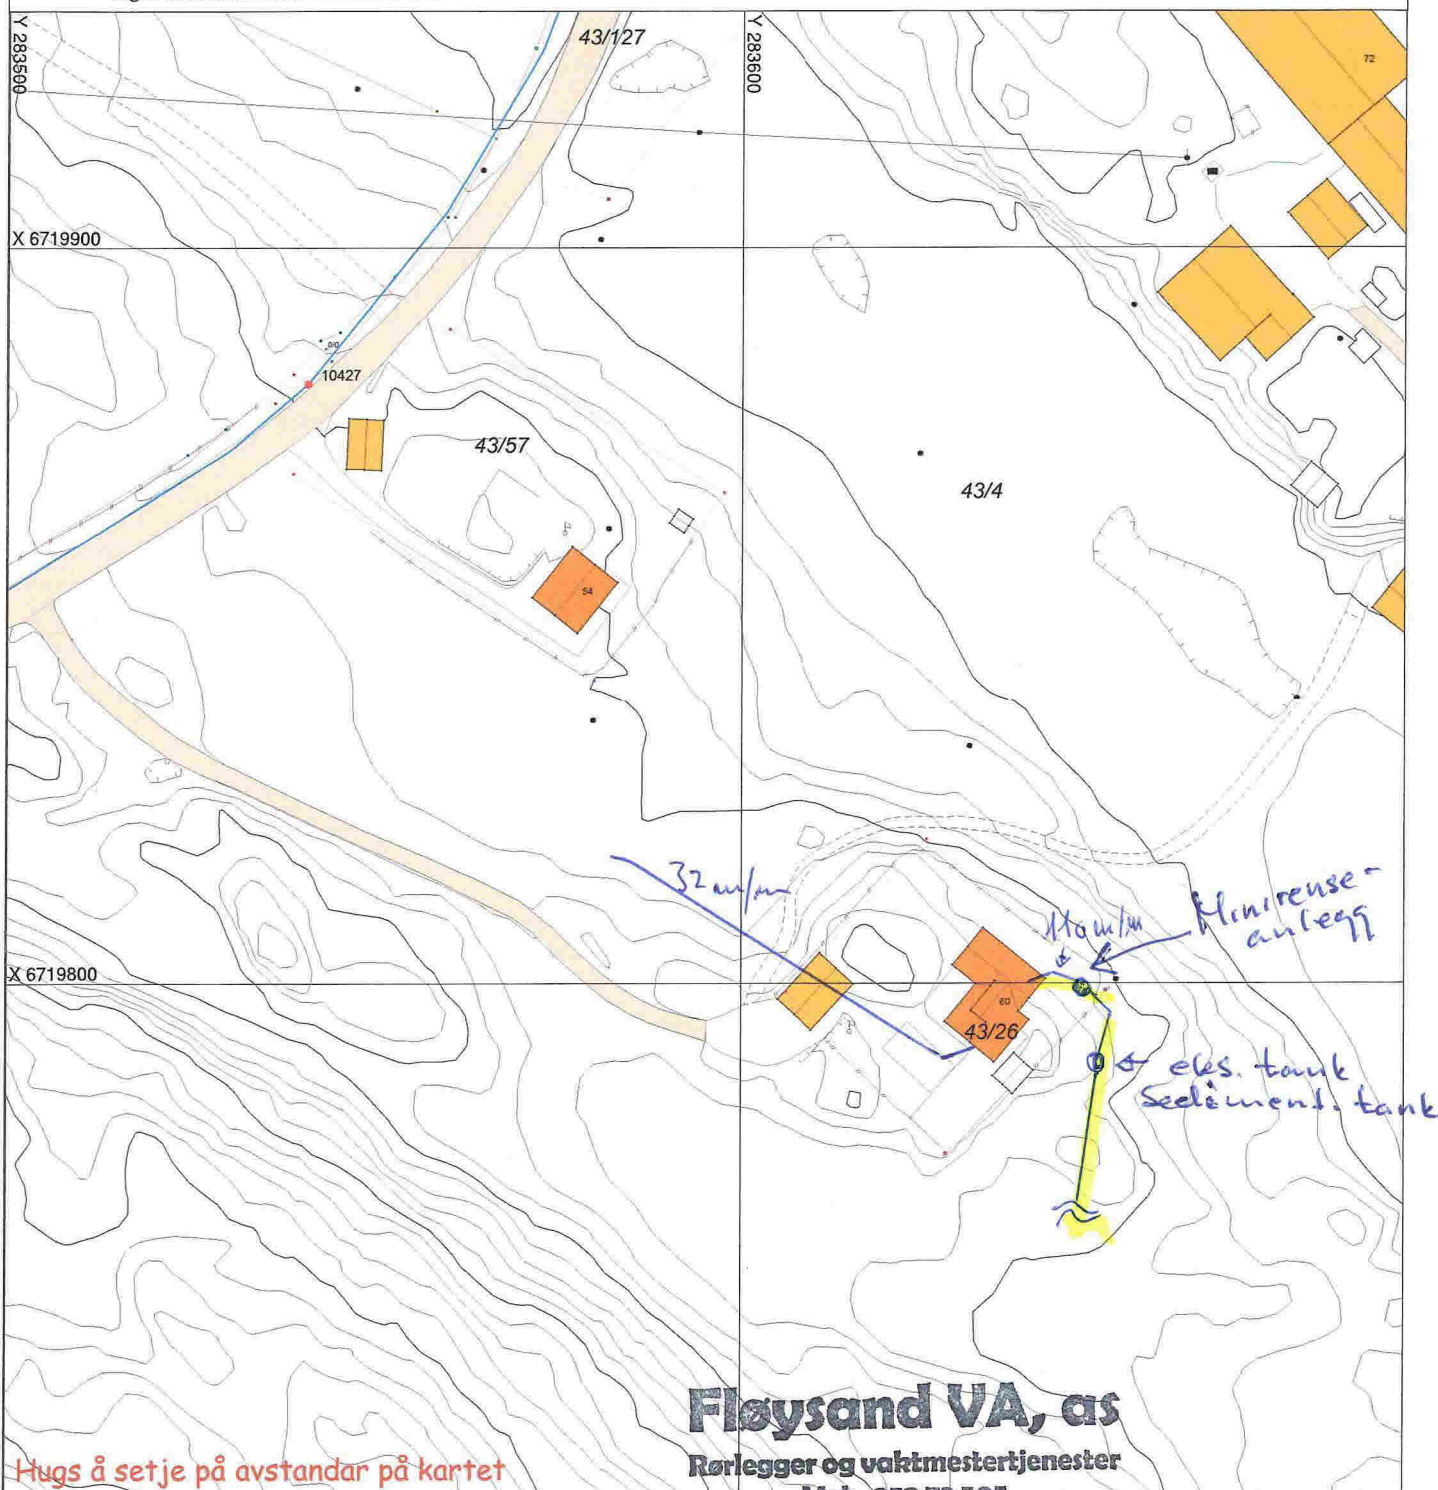 Y 283500
Y 283600
43/127
72
X 6719900
10427
43/57
43/4
54
32 m/m
110 m/m
Minirense-
anlegg
X 6719800
60
43/26
eks. tank
Sediment. tank
Fløysand VA, as
Hugs å setje på avstandar på kartet
Rørlegger og vaktmestertjenester